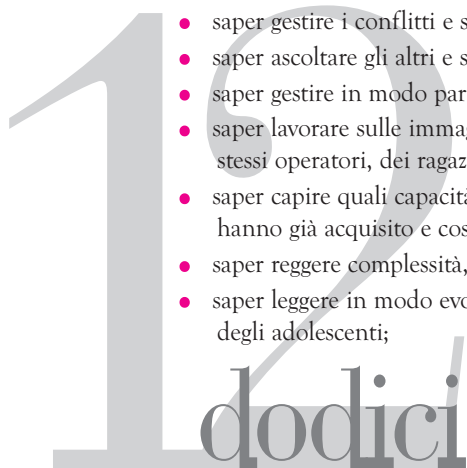 12
• saper gestire i conflitti e s
• saper ascoltare gli altri e s
• saper gestire in modo par
• saper lavorare sulle immag
stessi operatori, dei ragaz
• saper capire quali capacità
hanno già acquisito e cos
• saper reggere complessità,
• saper leggere in modo evo
degli adolescenti;
dodici